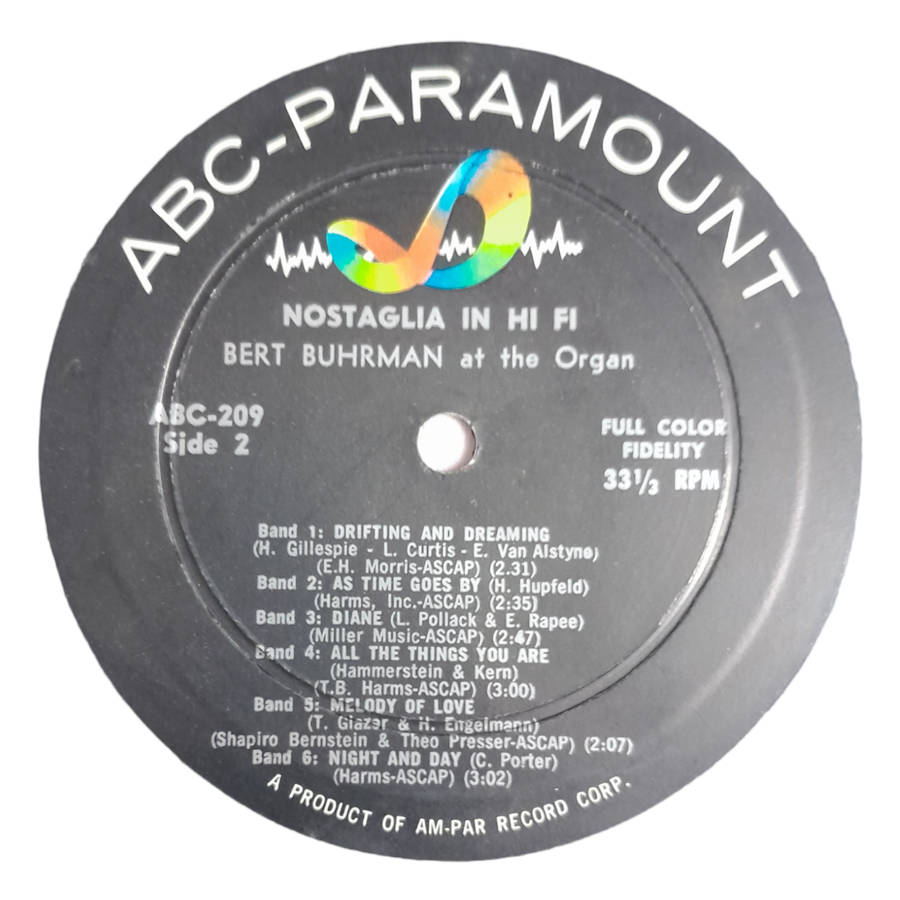 ABC-PARAMOUNT
NOSTAGLIA IN HI FI
BERT BUHRMAN at the Organ
ABC-209
Side 2
FULL COLOR
FIDELITY
33 1/3 RPM
Band 1: DRIFTING AND DREAMING
(H. Gillespie - L. Curtis - E. Van Alstyne)
(E.H. Morris-ASCAP) (2.31)
Band 2: AS TIME GOES BY (H. Hupfeld)
(Harms, Inc.-ASCAP) (2:35)
Band 3: DIANE (L. Pollack & E. Rapee)
(Miller Music-ASCAP) (2:47)
Band 4: ALL THE THINGS YOU ARE
(Hammerstein & Kern)
(T.B. Harms-ASCAP) (3:00)
Band 5: MELODY OF LOVE
(T. Glazer & H. Engelmann)
(Shapiro Bernstein & Theo Presser-ASCAP) (2:07)
Band 6: NIGHT AND DAY (C. Porter)
(Harms-ASCAP) (3:02)
A PRODUCT OF AM-PAR RECORD CORP.